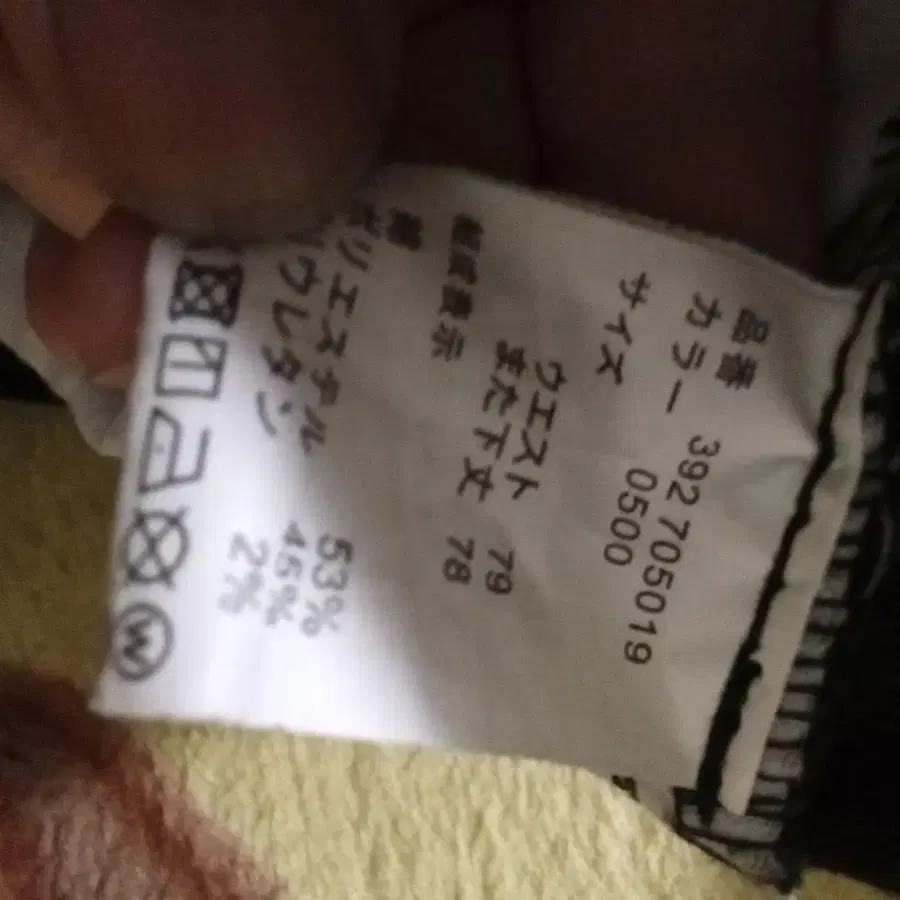 品番 392705019
カラー 0500
サイズ
ウエスト 79
また下丈 78
組成表示
綿 53%
ポリエステル 45%
ポリウレタン 2%
W